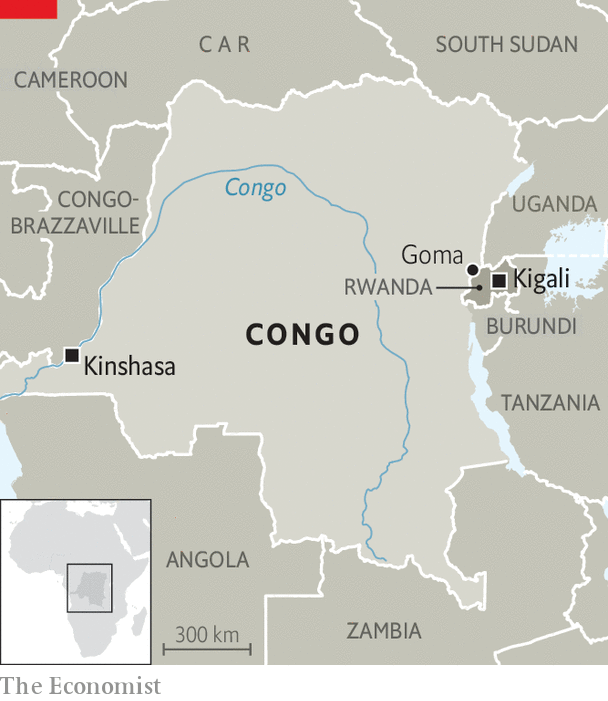 CAR
SOUTH SUDAN
CAMEROON
Congo
CONGO-
BRAZZAVILLE
UGANDA
Goma
RWANDA
Kigali
CONGO
BURUNDI
Kinshasa
TANZANIA
ANGOLA
300 km
ZAMBIA
The Economist